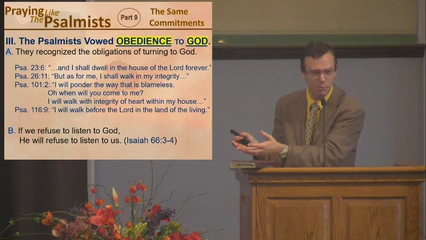 Praying Like The Psalmists
Part 9
The Same
Commitments
III. The Psalmists Vowed OBEDIENCE TO GOD.
A. They recognized the obligations of turning to God.
Psa. 23:6: “...and I shall dwell in the house of the Lord forever.”
Psa. 26:11: “But as for me, I shall walk in my integrity...”
Psa. 101:2: “I will ponder the way that is blameless.
Oh when will you come to me?
I will walk with integrity of heart within my house...”
Psa. 116:9: “I will walk before the Lord in the land of the living.”
B. If we refuse to listen to God,
He will refuse to listen to us. (Isaiah 66:3-4)